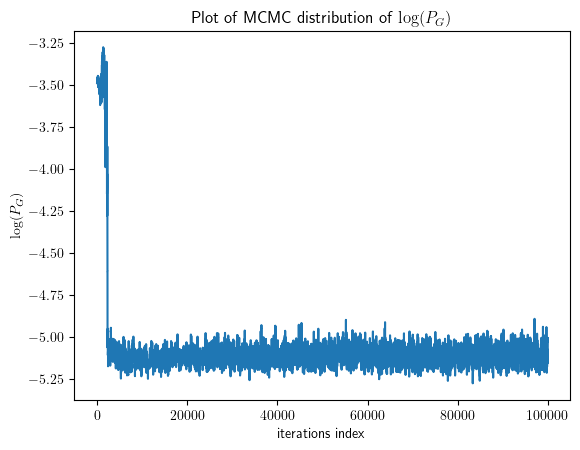 Plot of MCMC distribution of log(P_G)
−3.25
−3.50
−3.75
−4.00
−4.25
−4.50
−4.75
−5.00
−5.25
log(P_G)
0 20000 40000 60000 80000 100000
iterations index